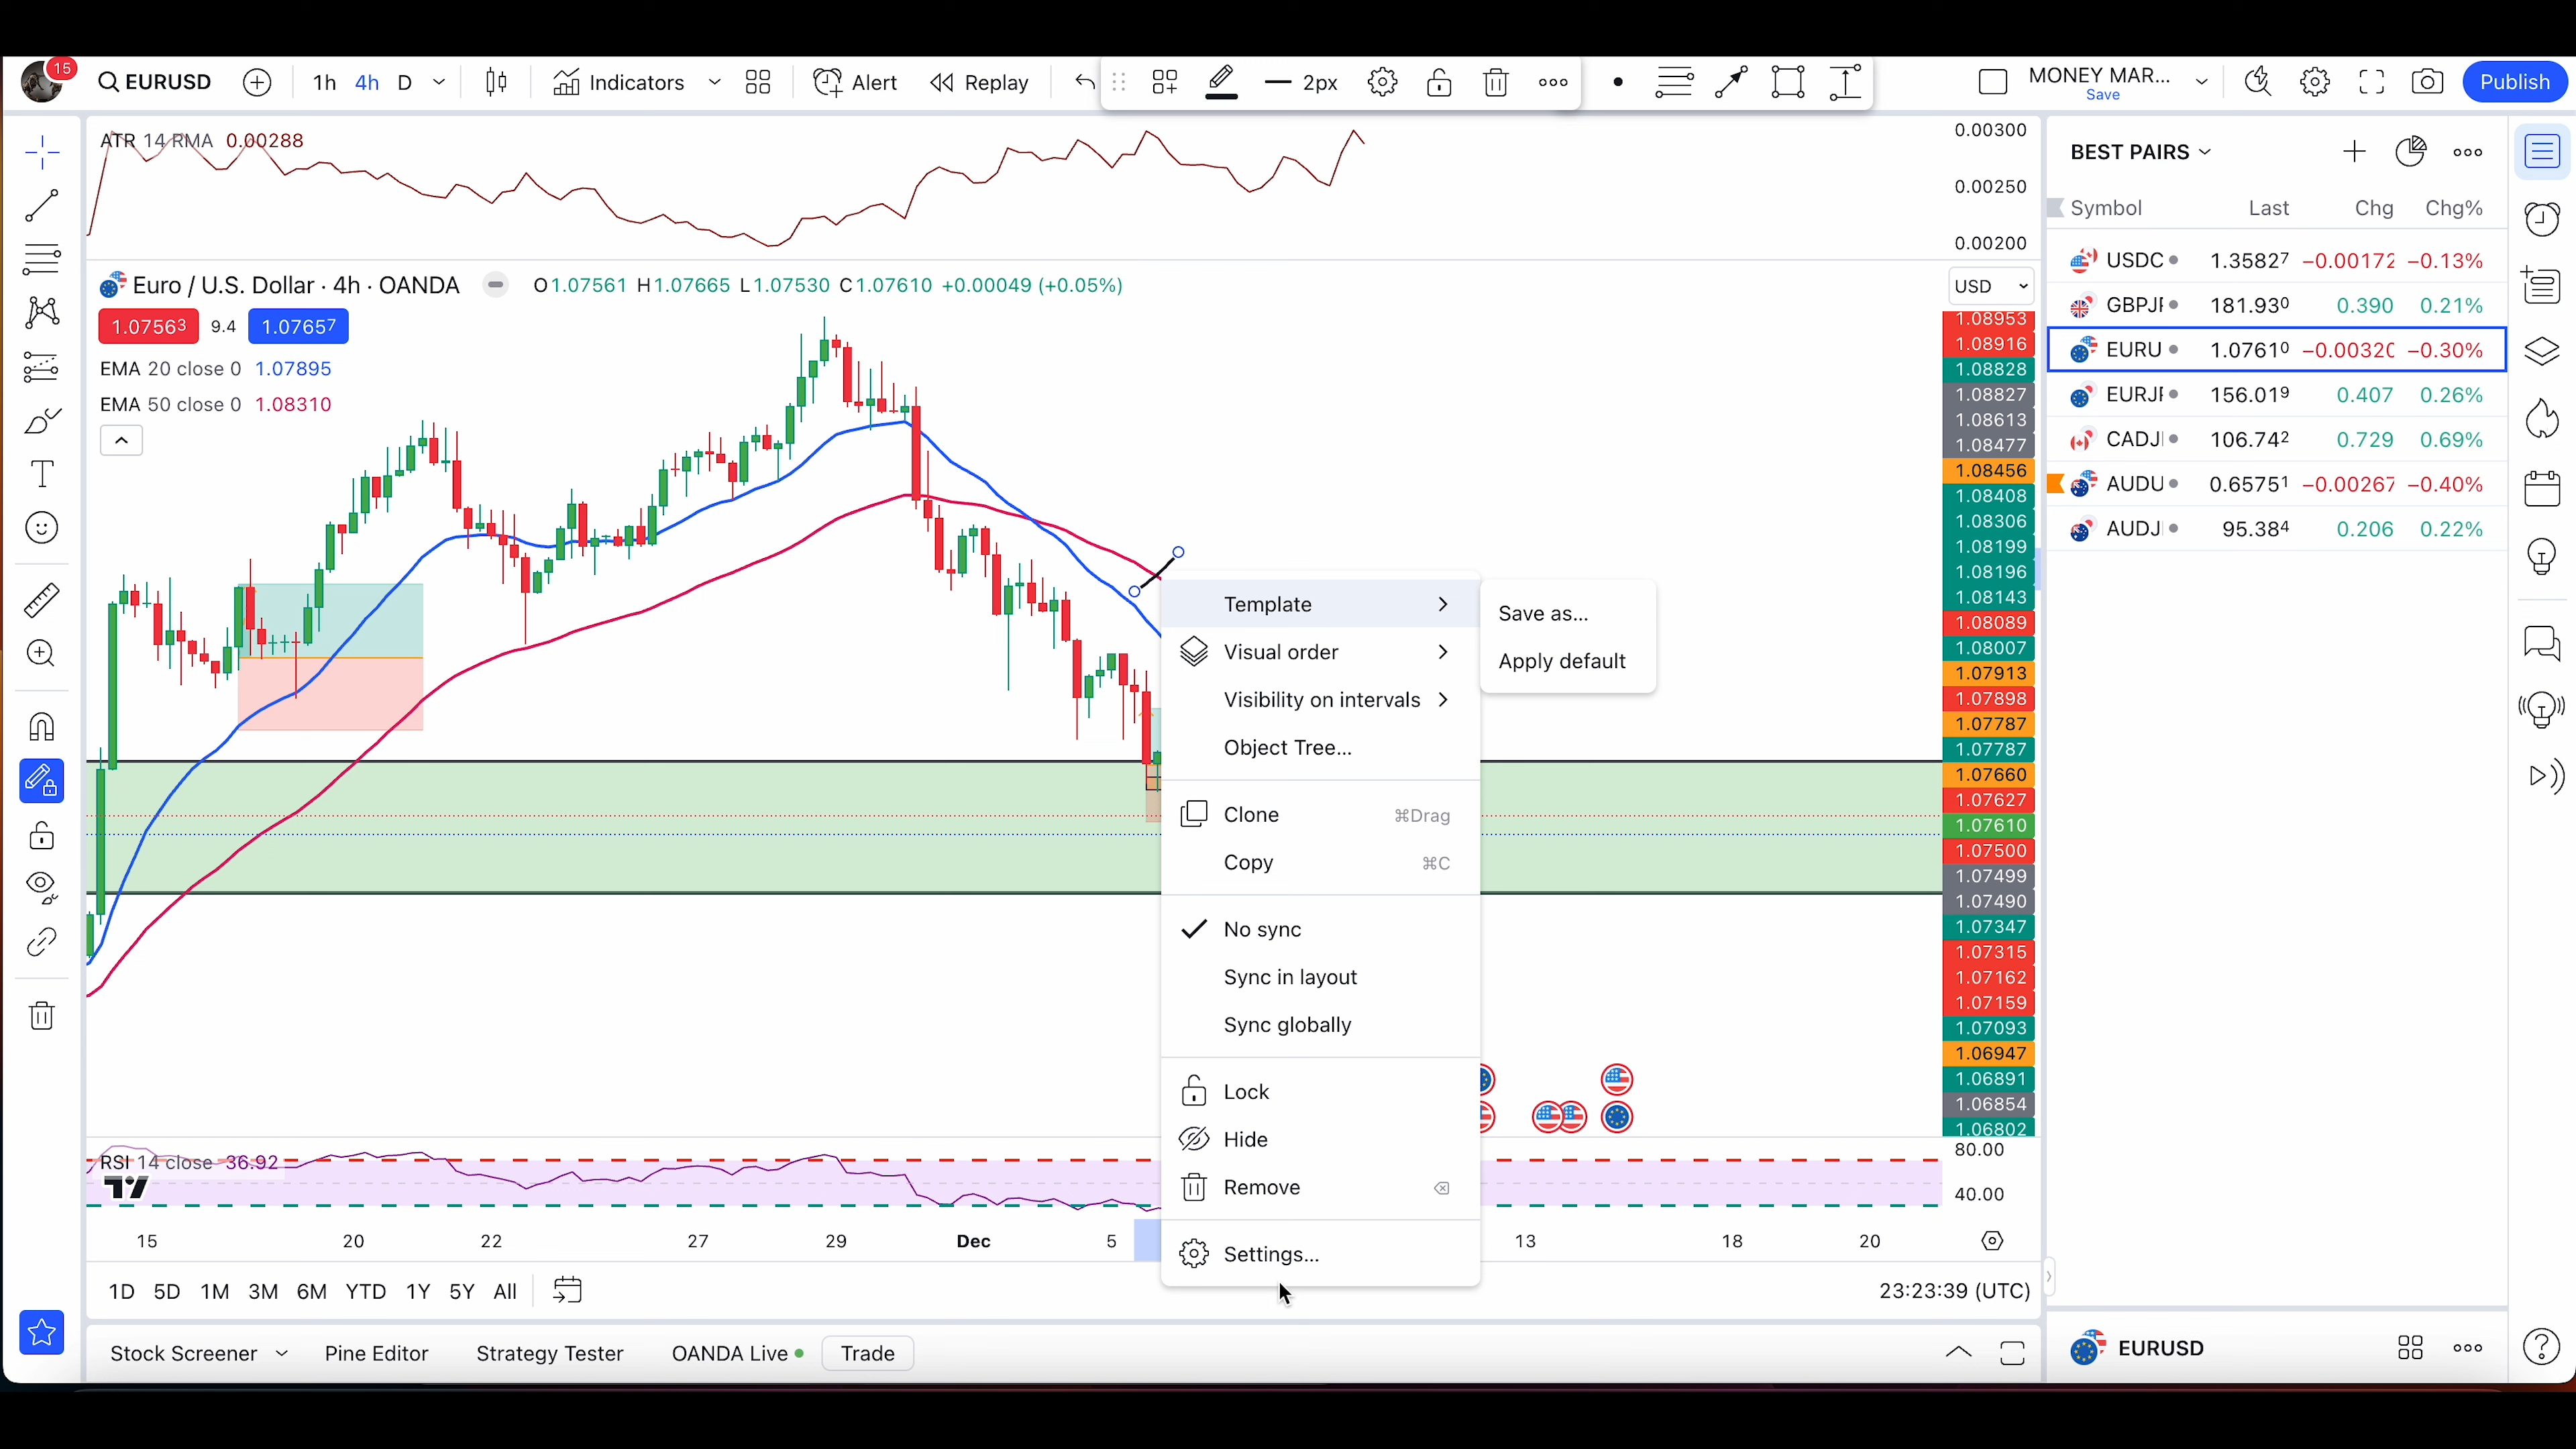 15
EURUSD
1h 4h D
Indicators
Alert
Replay
2px
MONEY MAR...
Save
Publish
ATR 14 RMA 0.00288
0.00300
0.00250
0.00200
Euro / U.S. Dollar · 4h · OANDA
O1.07561 H1.07665 L1.07530 C1.07610 +0.00049 (+0.05%)
USD
1.07563 9.4 1.07657
EMA 20 close 0 1.07895
EMA 50 close 0 1.08310
1.08953
1.08916
1.08828
1.08827
1.08613
1.08477
1.08456
1.08408
1.08306
1.08199
1.08196
1.08143
1.08089
1.08007
1.07913
1.07898
1.07787
1.07787
1.07660
1.07627
1.07610
1.07500
1.07499
1.07490
1.07347
1.07315
1.07162
1.07159
1.07093
1.06947
1.06891
1.06854
1.06802
Template
Visual order
Visibility on intervals
Object Tree...
Clone ⌘Drag
Copy ⌘C
No sync
Sync in layout
Sync globally
Lock
Hide
Remove
Settings...
Save as...
Apply default
RSI 14 close 36.92
80.00
40.00
15 20 22 27 29 Dec 5 13 18 20
1D 5D 1M 3M 6M YTD 1Y 5Y All
23:23:39 (UTC)
Stock Screener
Pine Editor
Strategy Tester
OANDA Live
Trade
BEST PAIRS
Symbol Last Chg Chg%
USDC 1.35827 −0.00172 −0.13%
GBPJ 181.930 0.390 0.21%
EURU 1.07610 −0.0032 −0.30%
EURJ 156.019 0.407 0.26%
CADJ 106.742 0.729 0.69%
AUDU 0.65751 −0.00267 −0.40%
AUDJ 95.384 0.206 0.22%
EURUSD